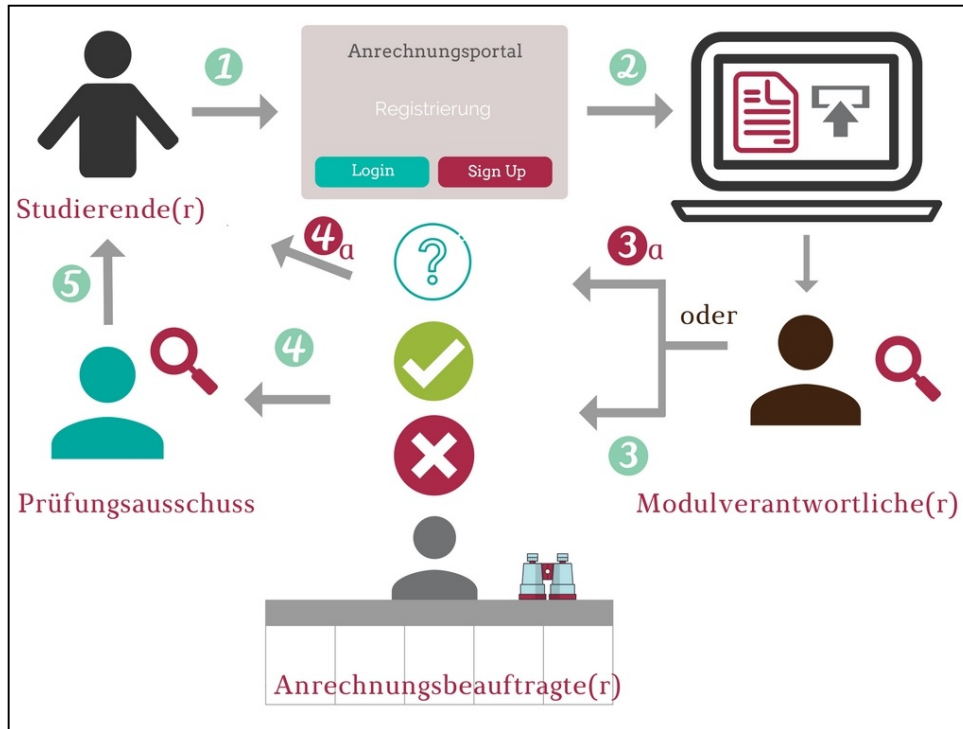 1
Anrechnungsportal
Registrierung
Login
Sign Up
2
Studierende(r)
4a
3a
5
oder
4
3
Prüfungsausschuss
Modulverantwortliche(r)
Anrechnungsbeauftragte(r)